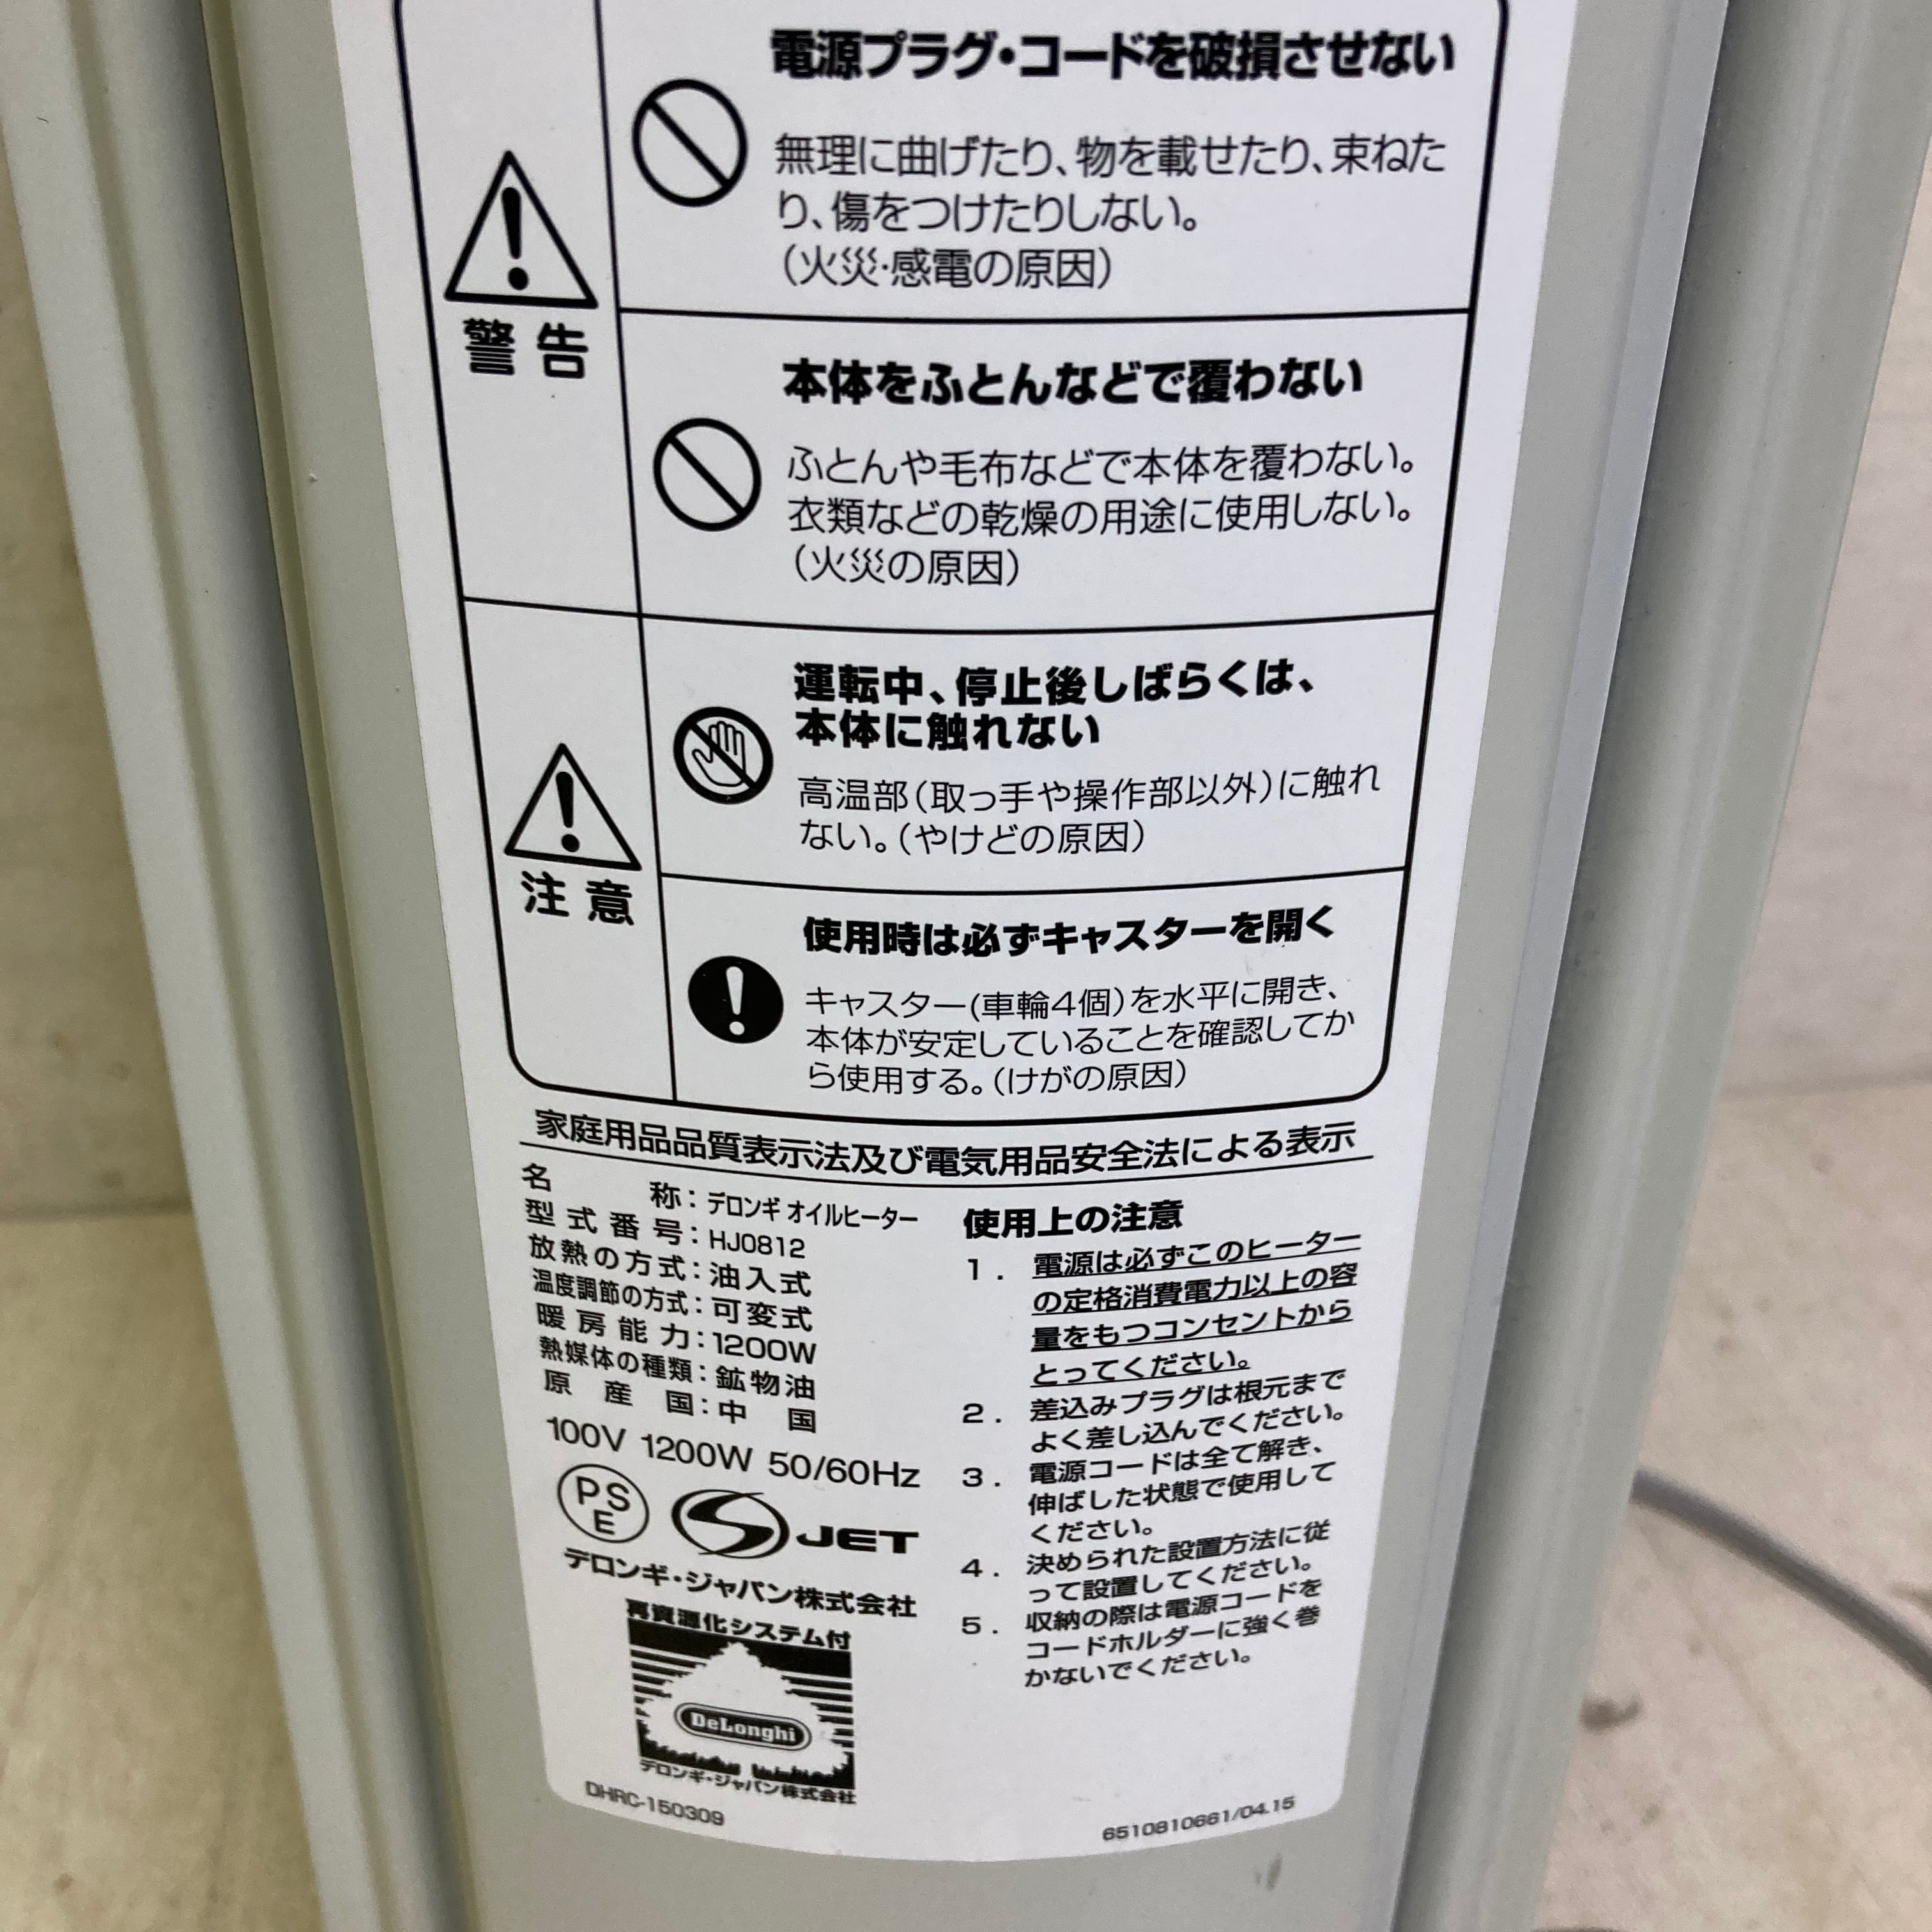 電源プラグ・コードを破損させない
無理に曲げたり、物を載せたり、束ねた
り、傷をつけたりしない。
（火災・感電の原因）
警告
本体をふとんなどで覆わない
ふとんや毛布などで本体を覆わない。
衣類などの乾燥の用途に使用しない。
（火災の原因）
運転中、停止後しばらくは、
本体に触れない
高温部（取っ手や操作部以外）に触れ
ない。（やけどの原因）
注意
使用時は必ずキャスターを開く
キャスター(車輪4個）を水平に開き、
本体が安定していることを確認してか
ら使用する。（けがの原因）
家庭用品品質表示法及び電気用品安全法による表示
名称：デロンギ オイルヒーター
型式番号：HJ0812
放熱の方式：油入式
温度調節の方式：可変式
暖房能力：1200W
熱媒体の種類：鉱物油
原産国：中国
100V 1200W 50/60Hz
PS
E
JET
デロンギ・ジャパン株式会社
再資源化システム付
DeLonghi
デロンギ・ジャパン株式会社
DHRC-150309
使用上の注意
1. 電源は必ずこのヒーター
の定格消費電力以上の容
量をもつコンセントから
とってください。
2. 差込みプラグは根元まで
よく差し込んでください。
3. 電源コードは全て解き、
伸ばした状態で使用して
ください。
4. 決められた設置方法に従
って設置してください。
5. 収納の際は電源コードを
コードホルダーに強く巻
かないでください。
6510810661/04.15